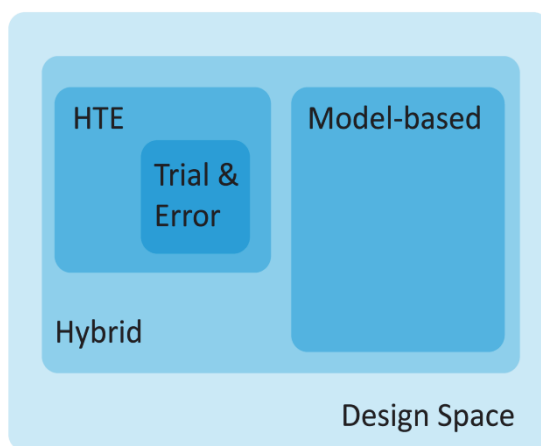 HTE
Model-based
Trial &
Error
Hybrid
Design Space